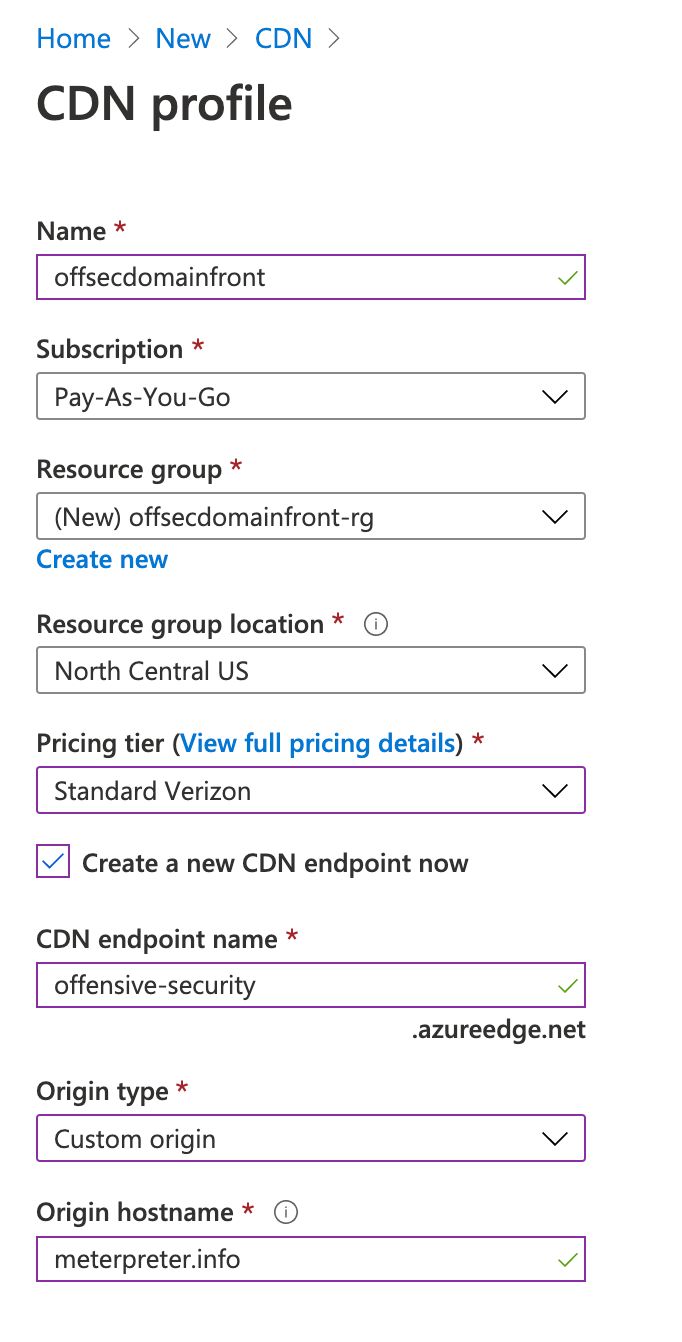 Home > New > CDN >
CDN profile
Name *
offsecdomainfront
Subscription *
Pay-As-You-Go
Resource group *
(New) offsecdomainfront-rg
Create new
Resource group location *
North Central US
Pricing tier (View full pricing details) *
Standard Verizon
Create a new CDN endpoint now
CDN endpoint name *
offensive-security
.azureedge.net
Origin type *
Custom origin
Origin hostname *
meterpreter.info